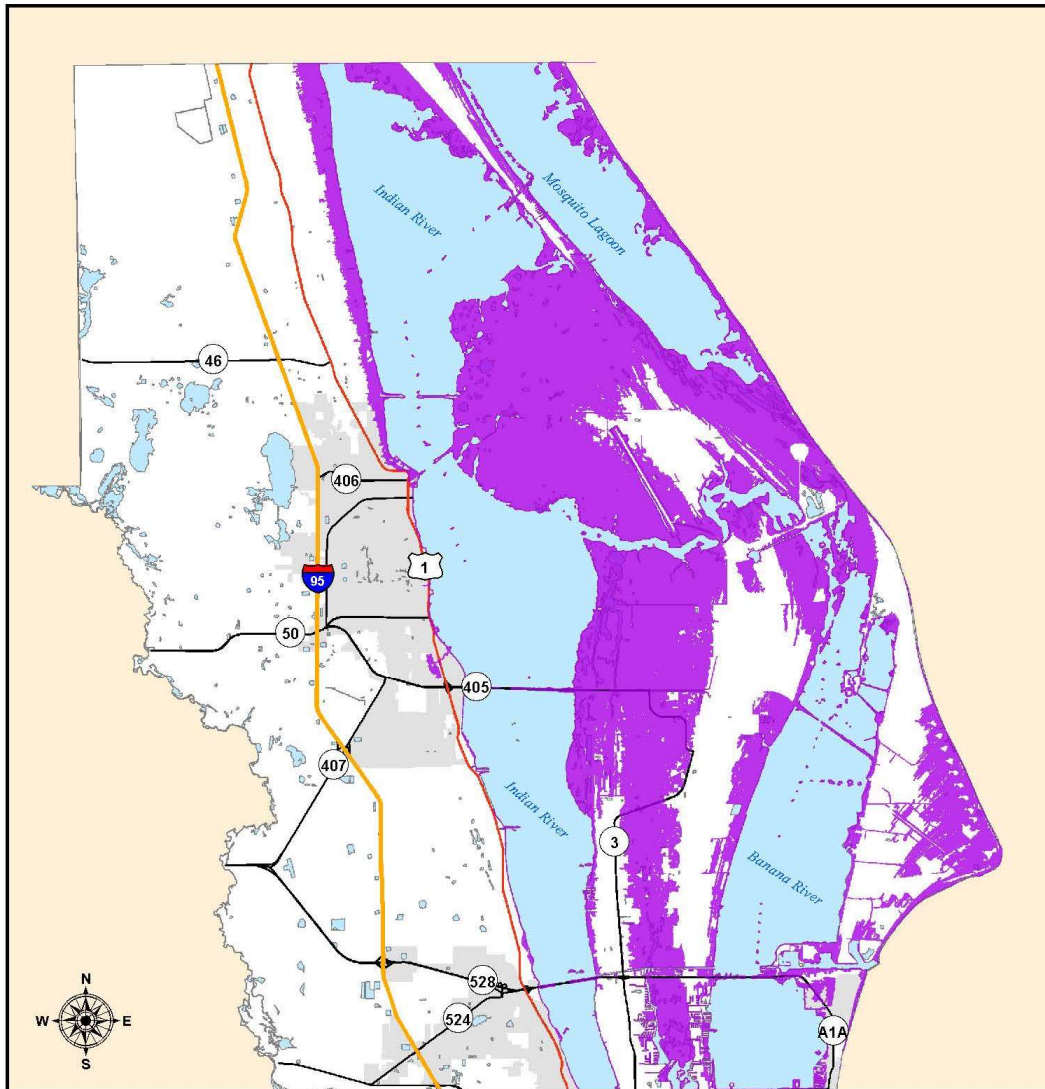 Indian River
Mosquito Lagoon
46
406
95
1
50
405
407
Indian River
3
Banana River
528
524
A1A
N
W
E
S